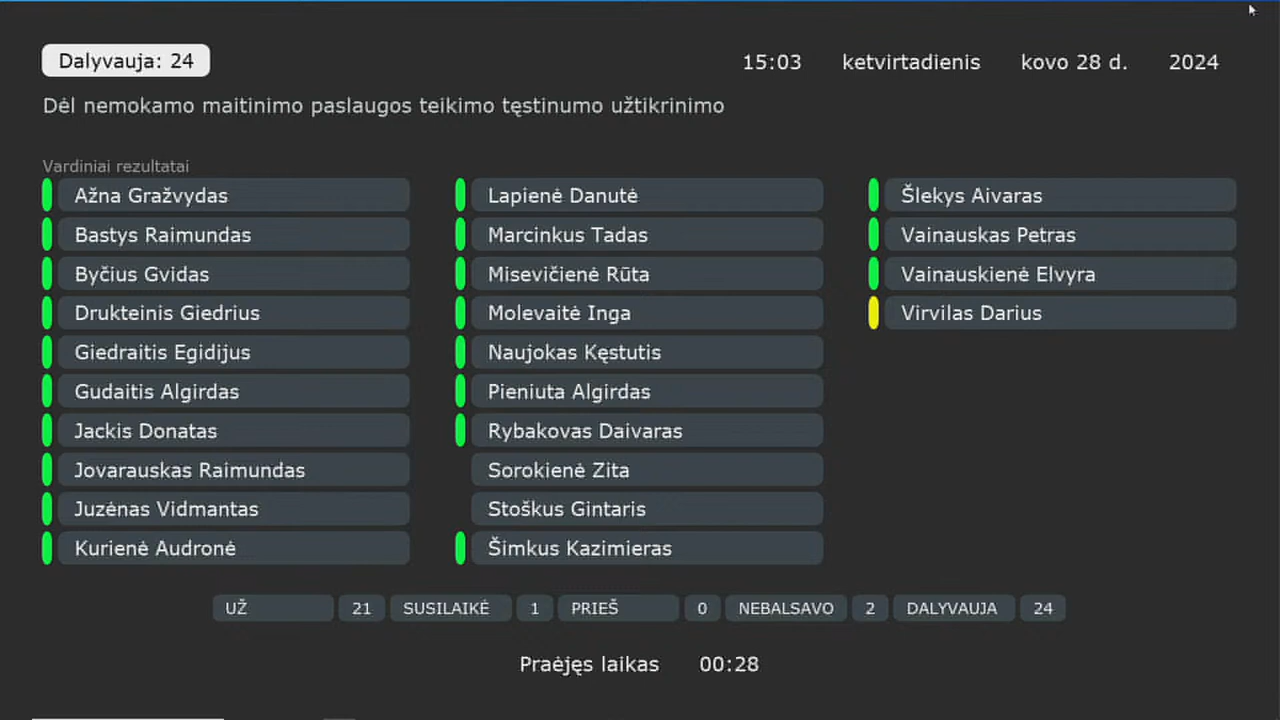 Dalyvauja: 24
15:03 ketvirtadienis kovo 28 d. 2024
Dėl nemokamo maitinimo paslaugos teikimo tęstinumo užtikrinimo
Vardiniai rezultatai
Ažna Gražvydas
Bastys Raimundas
Byčius Gvidas
Drukteinis Giedrius
Giedraitis Egidijus
Gudaitis Algirdas
Jackis Donatas
Jovarauskas Raimundas
Juzėnas Vidmantas
Kurienė Audronė
Lapienė Danutė
Marcinkus Tadas
Misevičienė Rūta
Molevaitė Inga
Naujokas Kęstutis
Pieniuta Algirdas
Rybakovas Daivaras
Sorokienė Zita
Stoškus Gintaris
Šimkus Kazimieras
Šlekys Aivaras
Vainauskas Petras
Vainauskienė Elvyra
Virvilas Darius
UŽ 21 SUSILAIKĖ 1 PRIEŠ 0 NEBALSAVO 2 DALYVAUJA 24
Praėjęs laikas 00:28